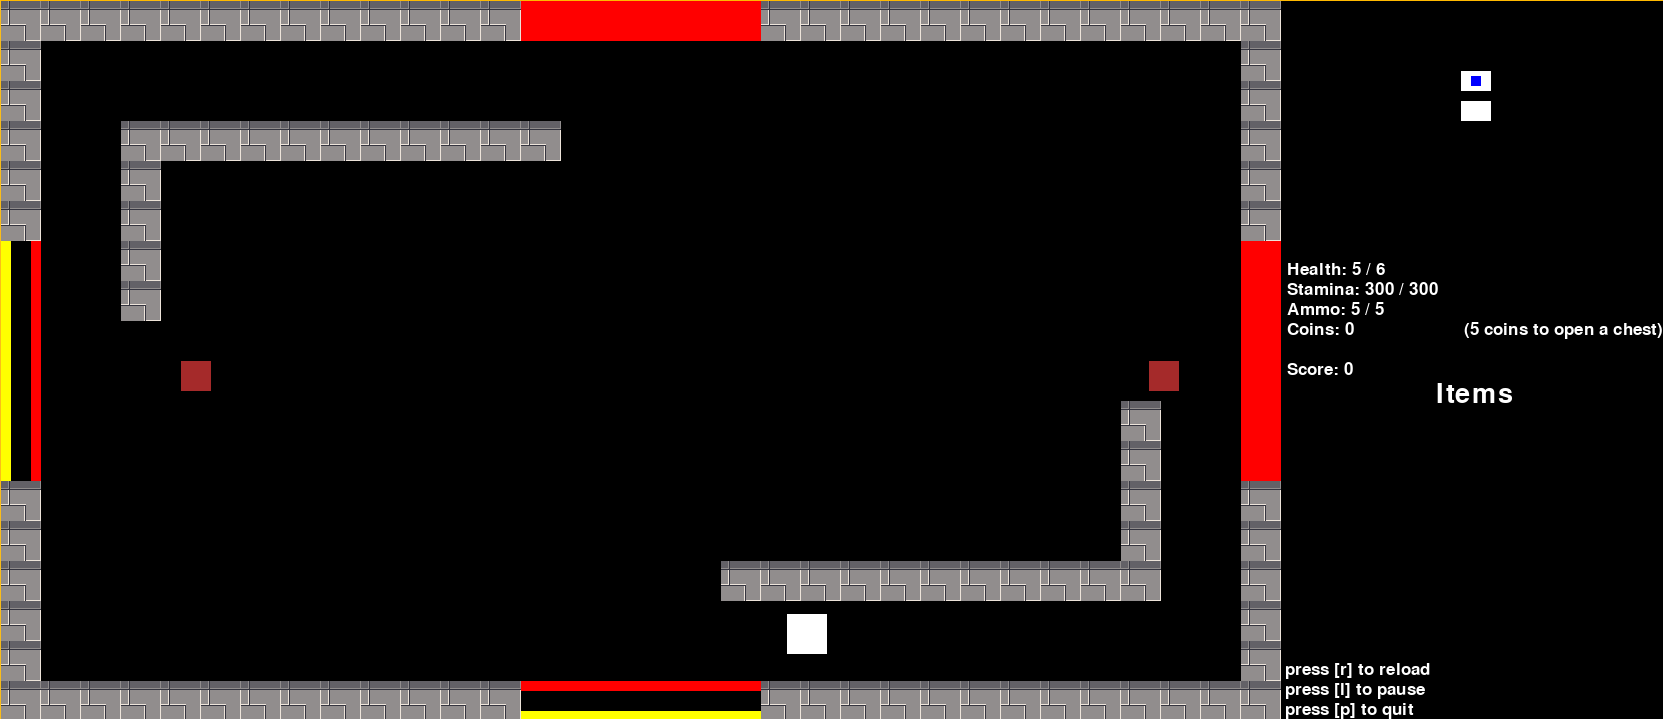 Health: 5 / 6
Stamina: 300 / 300
Ammo: 5 / 5
Coins: 0 (5 coins to open a chest)
Score: 0
Items
press [r] to reload
press [l] to pause
press [p] to quit